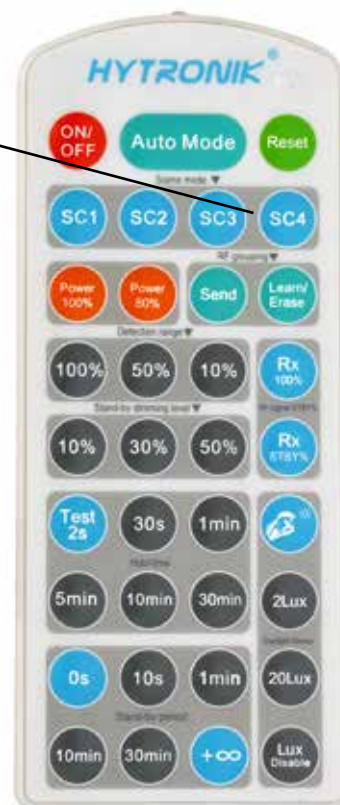 HYTRONIK®
ON/
OFF
Auto Mode
Reset
Scene mode ▼
SC1 SC2 SC3 SC4
RF grouping ▼
Power
100%
Power
50%
Send
Learn/
Erase
Detection range ▼
100% 50% 10%
Rx
100%
Stand-by dimming level ▼
10% 30% 50%
Rx
STBY%
Test
2s
30s 1min
Hold-time
5min 10min 30min 2Lux
0s 10s 1min 20Lux
Stand-by period
10min 30min +∞
Lux
Disable